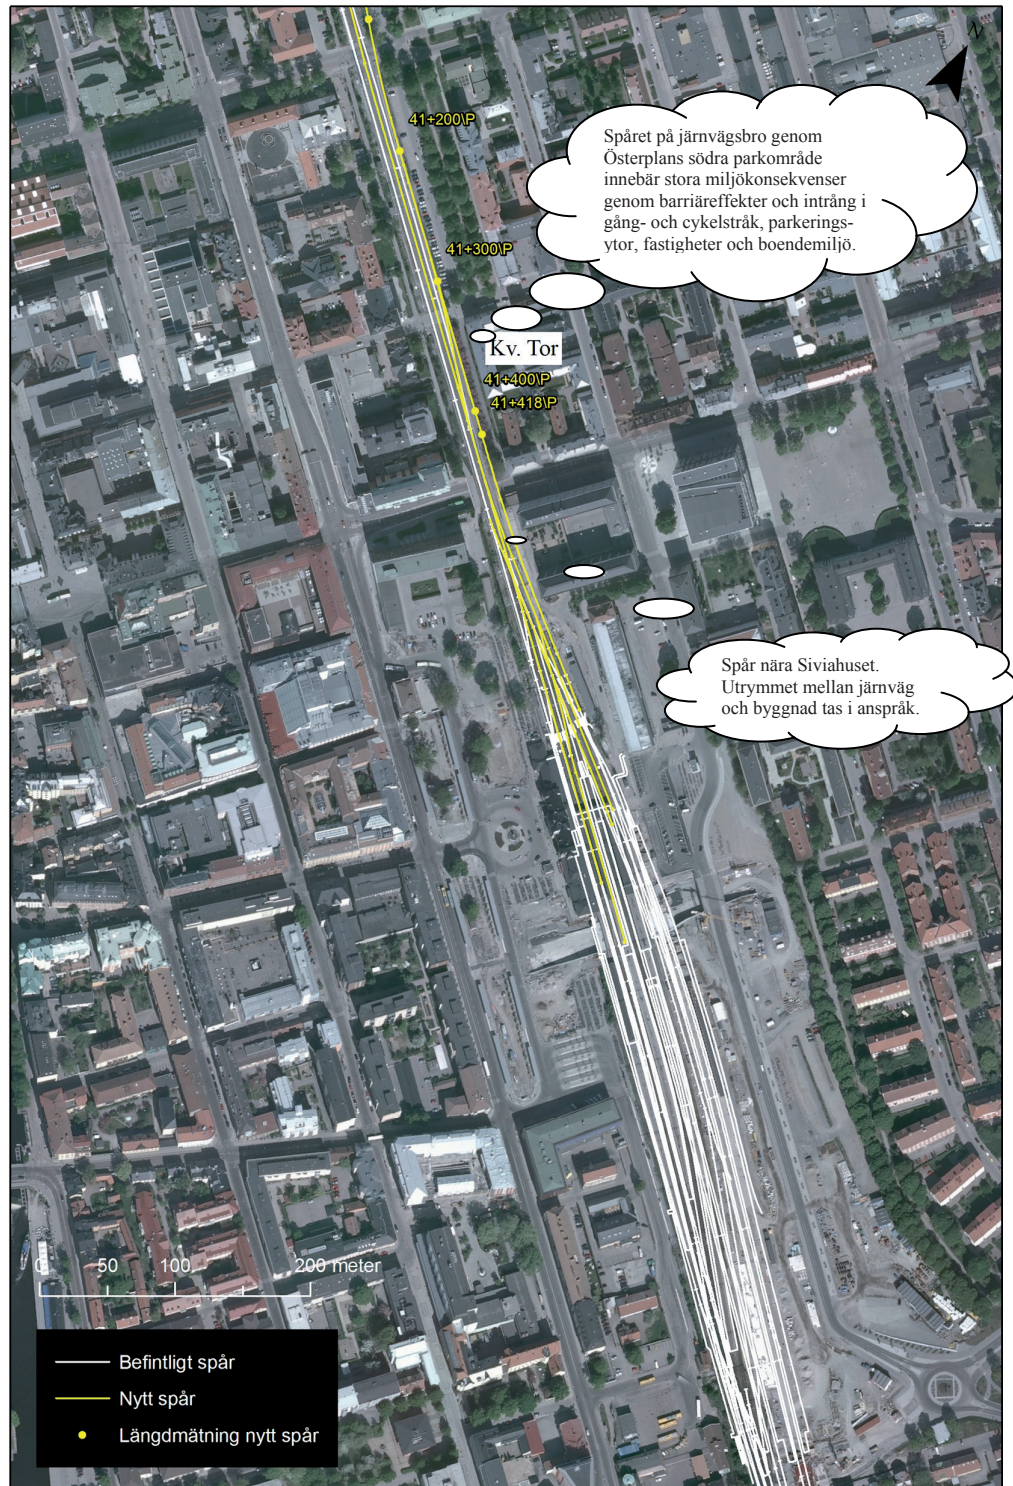 N
41+200\P
Spåret på järnvägsbro genom
Österplans södra parkområde
innebär stora miljökonsekvenser
genom barriäreffekter och intrång i
gång- och cykelstråk, parkerings-
ytor, fastigheter och boendemiljö.
41+300\P
Kv. Tor
41+400\P
41+418\P
Spår nära Siviahuset.
Utrymmet mellan järnväg
och byggnad tas i anspråk.
0 50 100 200 meter
Befintligt spår
Nytt spår
Längdmätning nytt spår